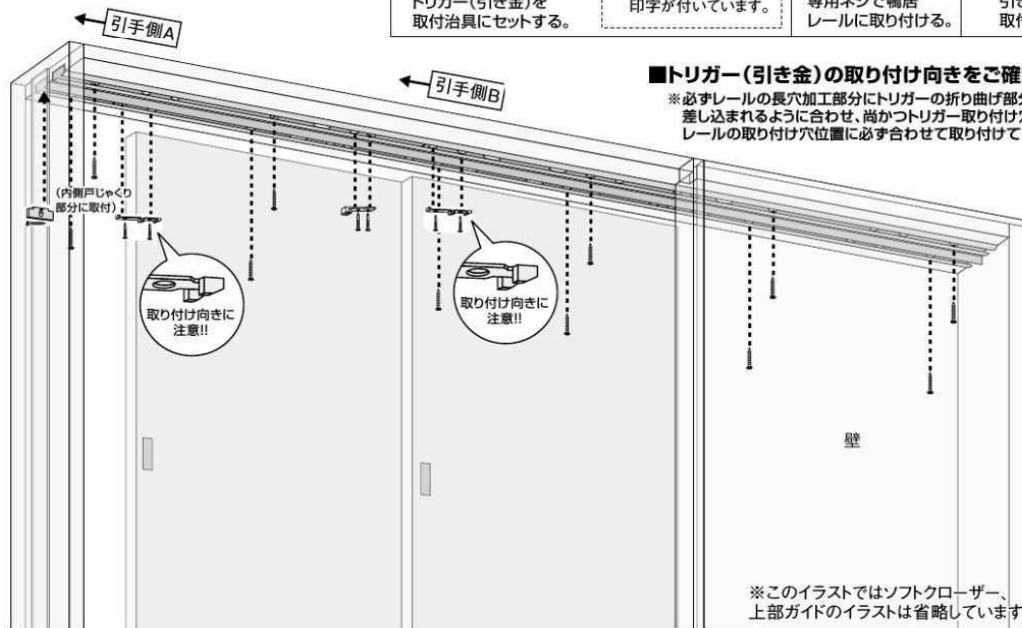 トリガー(引き金)を
取付治具にセットする。
印字が付いています。
専用ネジで鴨居
レールに取り付ける。
引手側A
引手側B
■トリガー(引き金)の取り付け向きをご確
※必ずレールの長穴加工部分にトリガーの折り曲げ部分
差し込まれるように合わせ、尚かつトリガー取り付け穴
レールの取り付け穴位置に必ず合わせて取り付けて
(内側戸じゃくり
部分に取付)
取り付け向きに
注意!!
取り付け向きに
注意!!
壁
※このイラストではソフトクローザー、
上部ガイドのイラストは省略しています